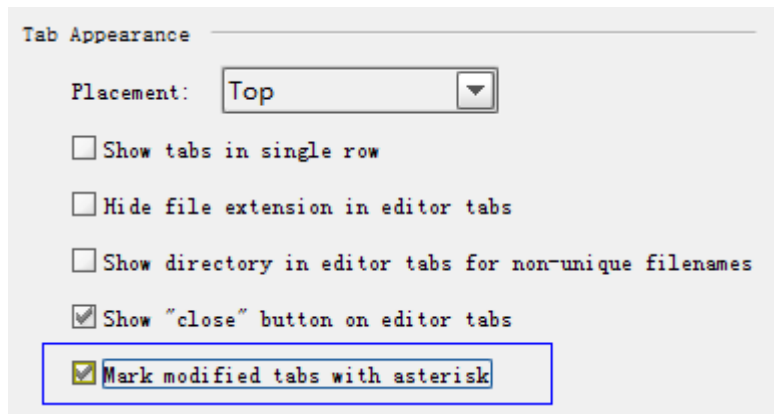 Tab Appearance
Placement: Top
Show tabs in single row
Hide file extension in editor tabs
Show directory in editor tabs for non-unique filenames
Show "close" button on editor tabs
Mark modified tabs with asterisk